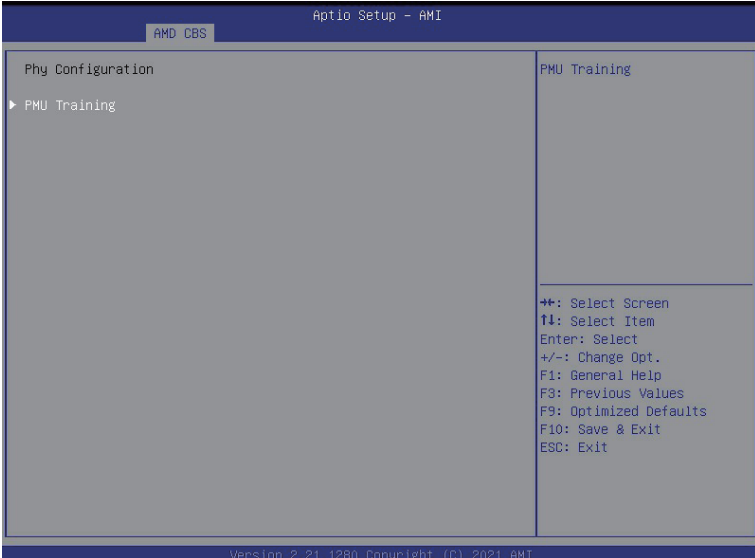 Aptio Setup – AMI
AMD CBS
Phy Configuration
▶ PMU Training
PMU Training
→←: Select Screen
↑↓: Select Item
Enter: Select
+/-: Change Opt.
F1: General Help
F3: Previous Values
F9: Optimized Defaults
F10: Save & Exit
ESC: Exit
Version 2.21.1280 Copyright (C) 2021 AMI